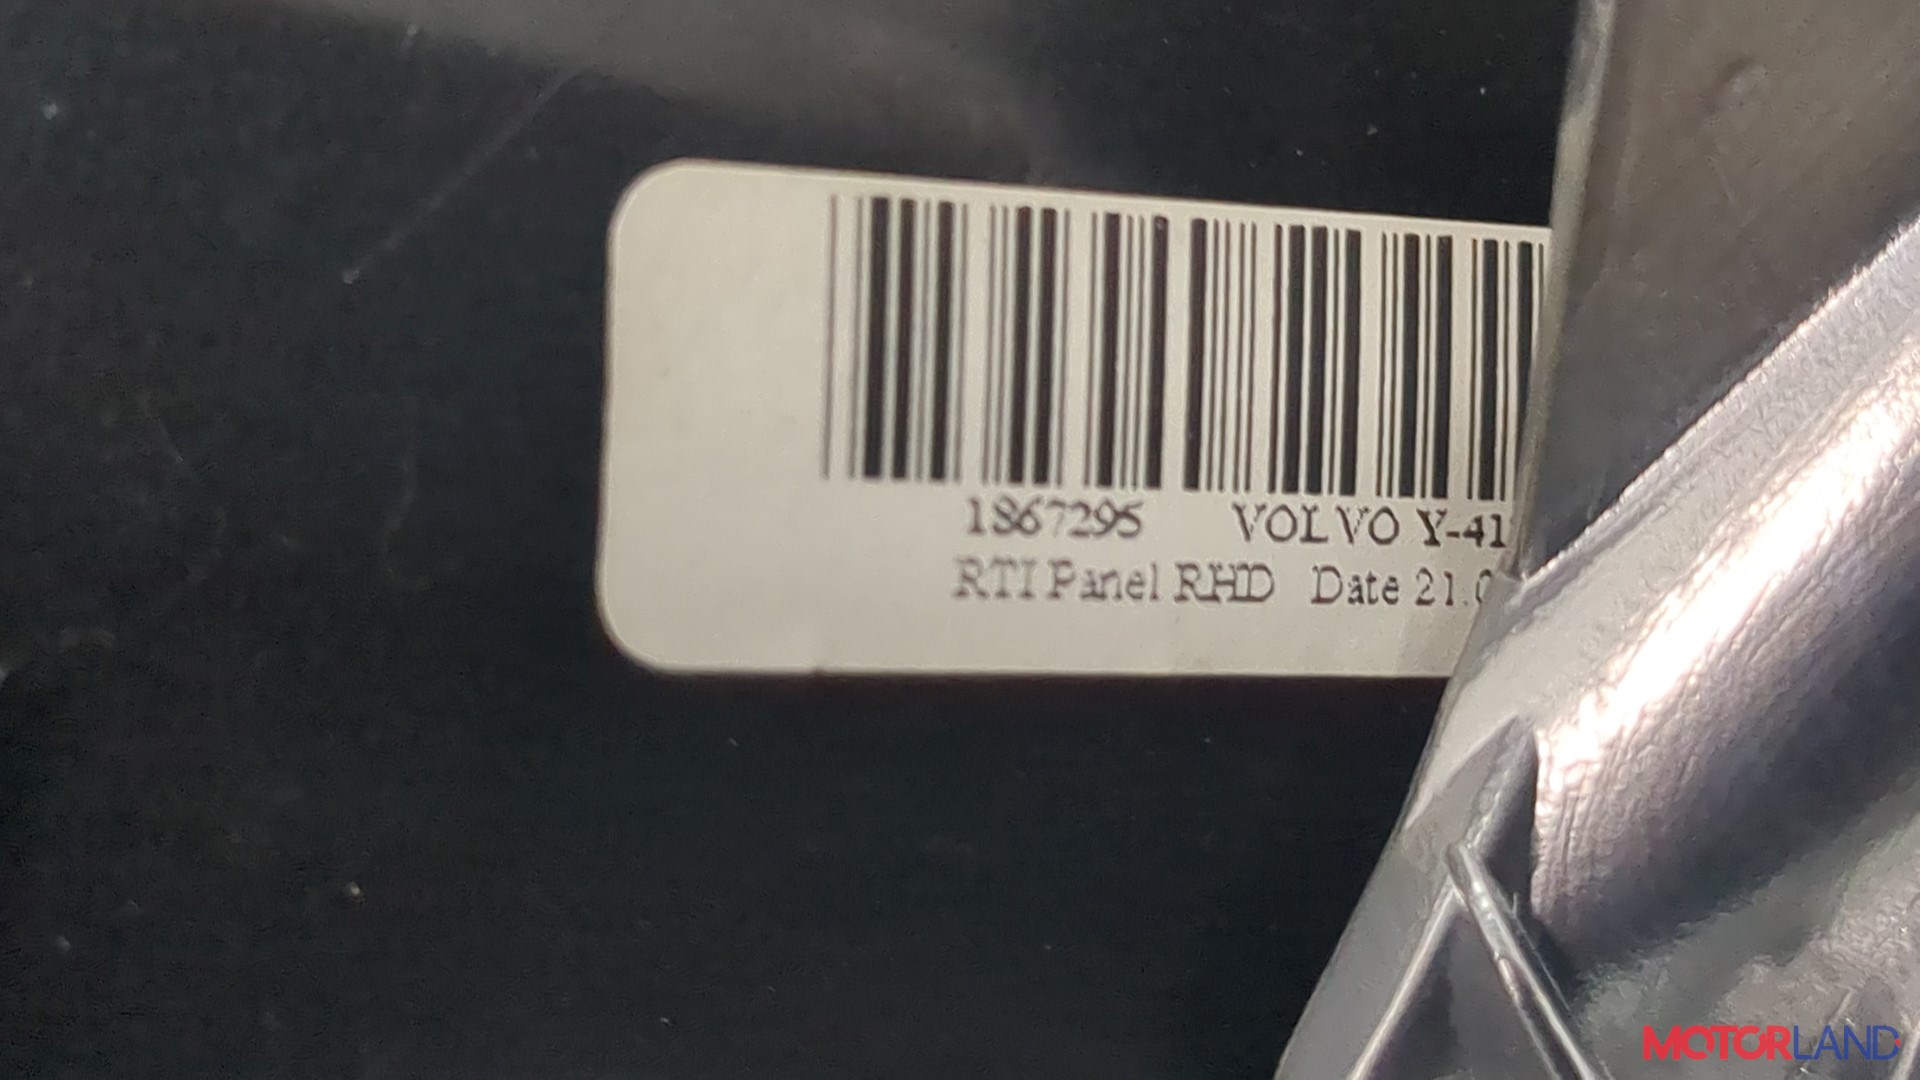 1867295 VOLVO Y-41
RTI Panel RHD Date 21.0
MOTORLAND